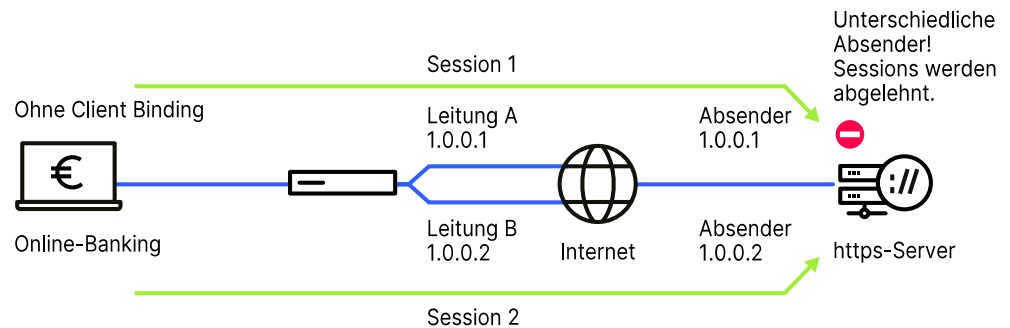 Unterschiedliche
Absender!
Sessions werden
abgelehnt.
Session 1
Ohne Client Binding
Leitung A
1.0.0.1
Absender
1.0.0.1
€
://
Online-Banking
Leitung B
1.0.0.2
Internet
Absender
1.0.0.2
https-Server
Session 2